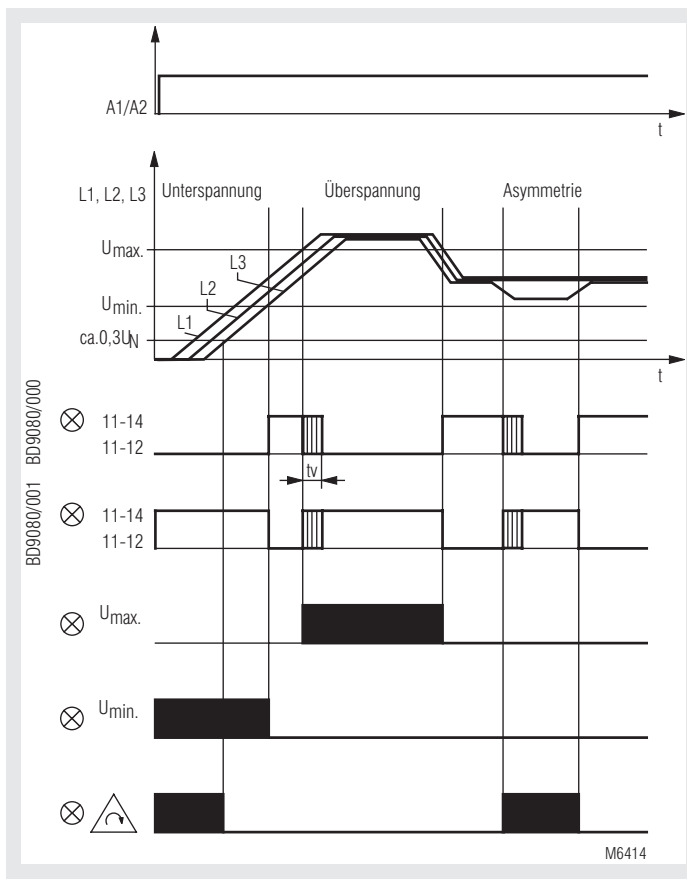 A1/A2
t
L1, L2, L3
Unterspannung
Überspannung
Asymmetrie
Umax.
L3
L2
Umin.
L1
ca.0,3UN
t
BD9080/000
11-14
11-12
tv
BD9080/001
11-14
11-12
Umax.
Umin.
M6414